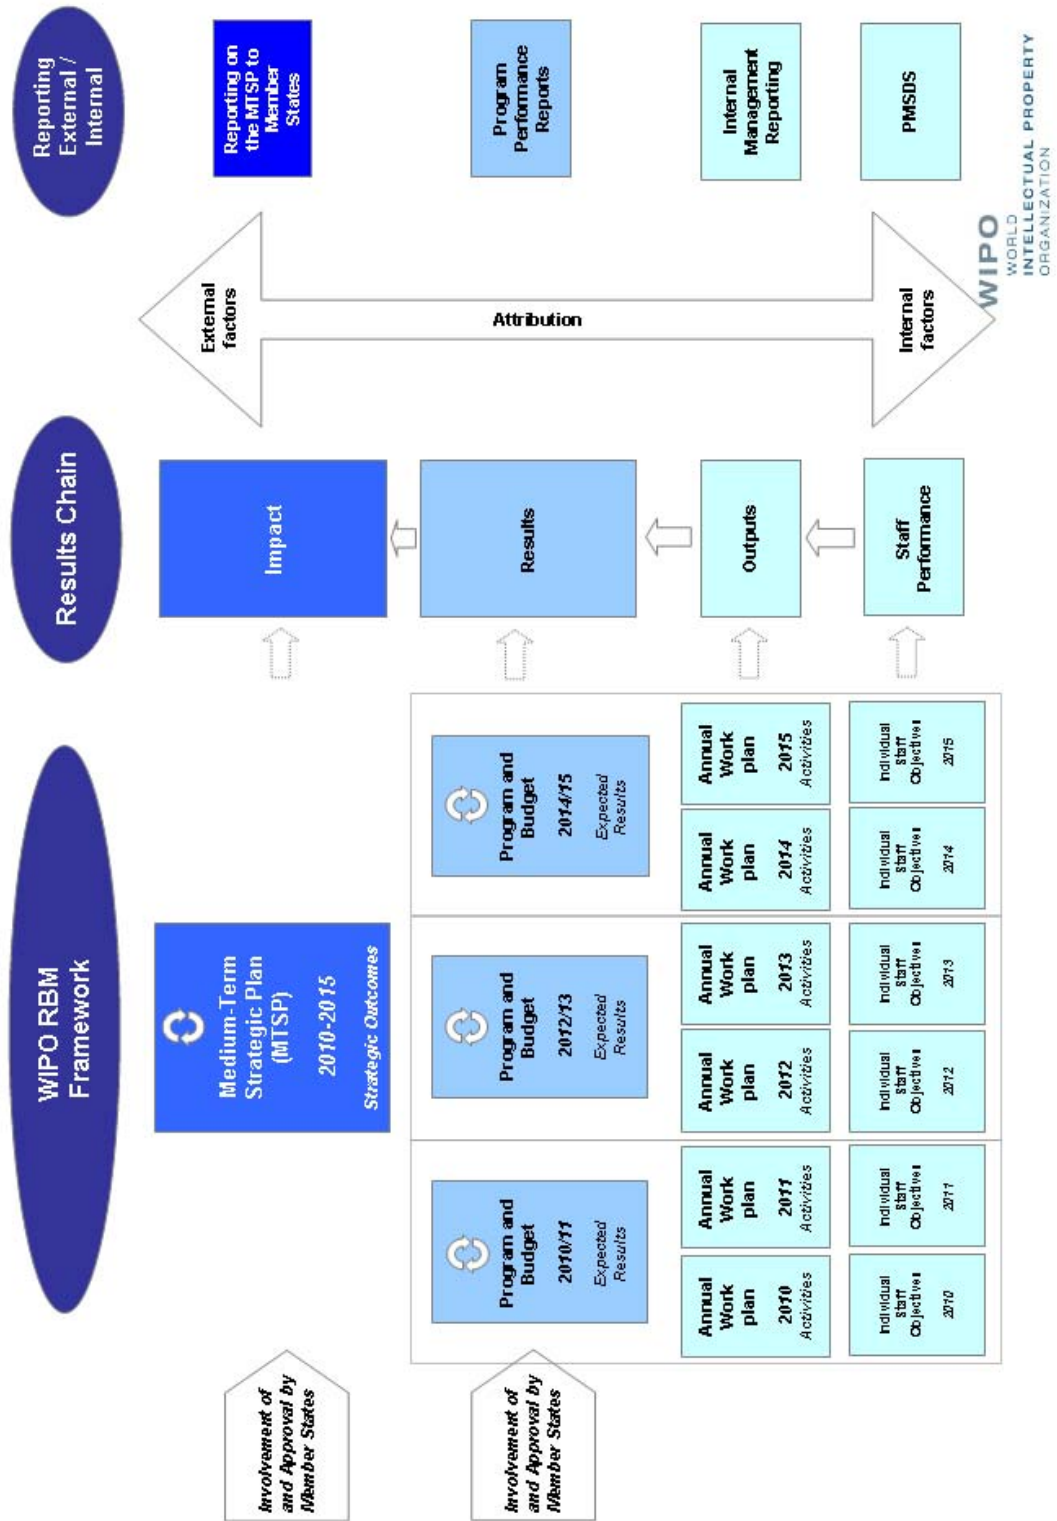 WIPO RBM
Framework
Results Chain
Reporting
External /
Internal
Involvement of
and Approval by
Member States
Medium-Term
Strategic Plan
(MTSP)
2010-2015
Strategic Outcomes
Impact
External
factors
Reporting on
the MTSP to
Member
States
Involvement of
and Approval by
Member States
Program and
Budget
2010/11
Expected
Results
Program and
Budget
2012/13
Expected
Results
Program and
Budget
2014/15
Expected
Results
Results
Attribution
Program
Performance
Reports
Annual
Work
plan
2010
Activities
Annual
Work
plan
2011
Activities
Annual
Work
plan
2012
Activities
Annual
Work
plan
2013
Activities
Annual
Work
plan
2014
Activities
Annual
Work
plan
2015
Activities
Outputs
Internal
Management
Reporting
Individual
Staff
Objectives
2010
Individual
Staff
Objectives
2011
Individual
Staff
Objectives
2012
Individual
Staff
Objectives
2013
Individual
Staff
Objectives
2014
Individual
Staff
Objectives
2015
Staff
Performance
Internal
factors
PMSDS
WIPO
WORLD
INTELLECTUAL PROPERTY
ORGANIZATION